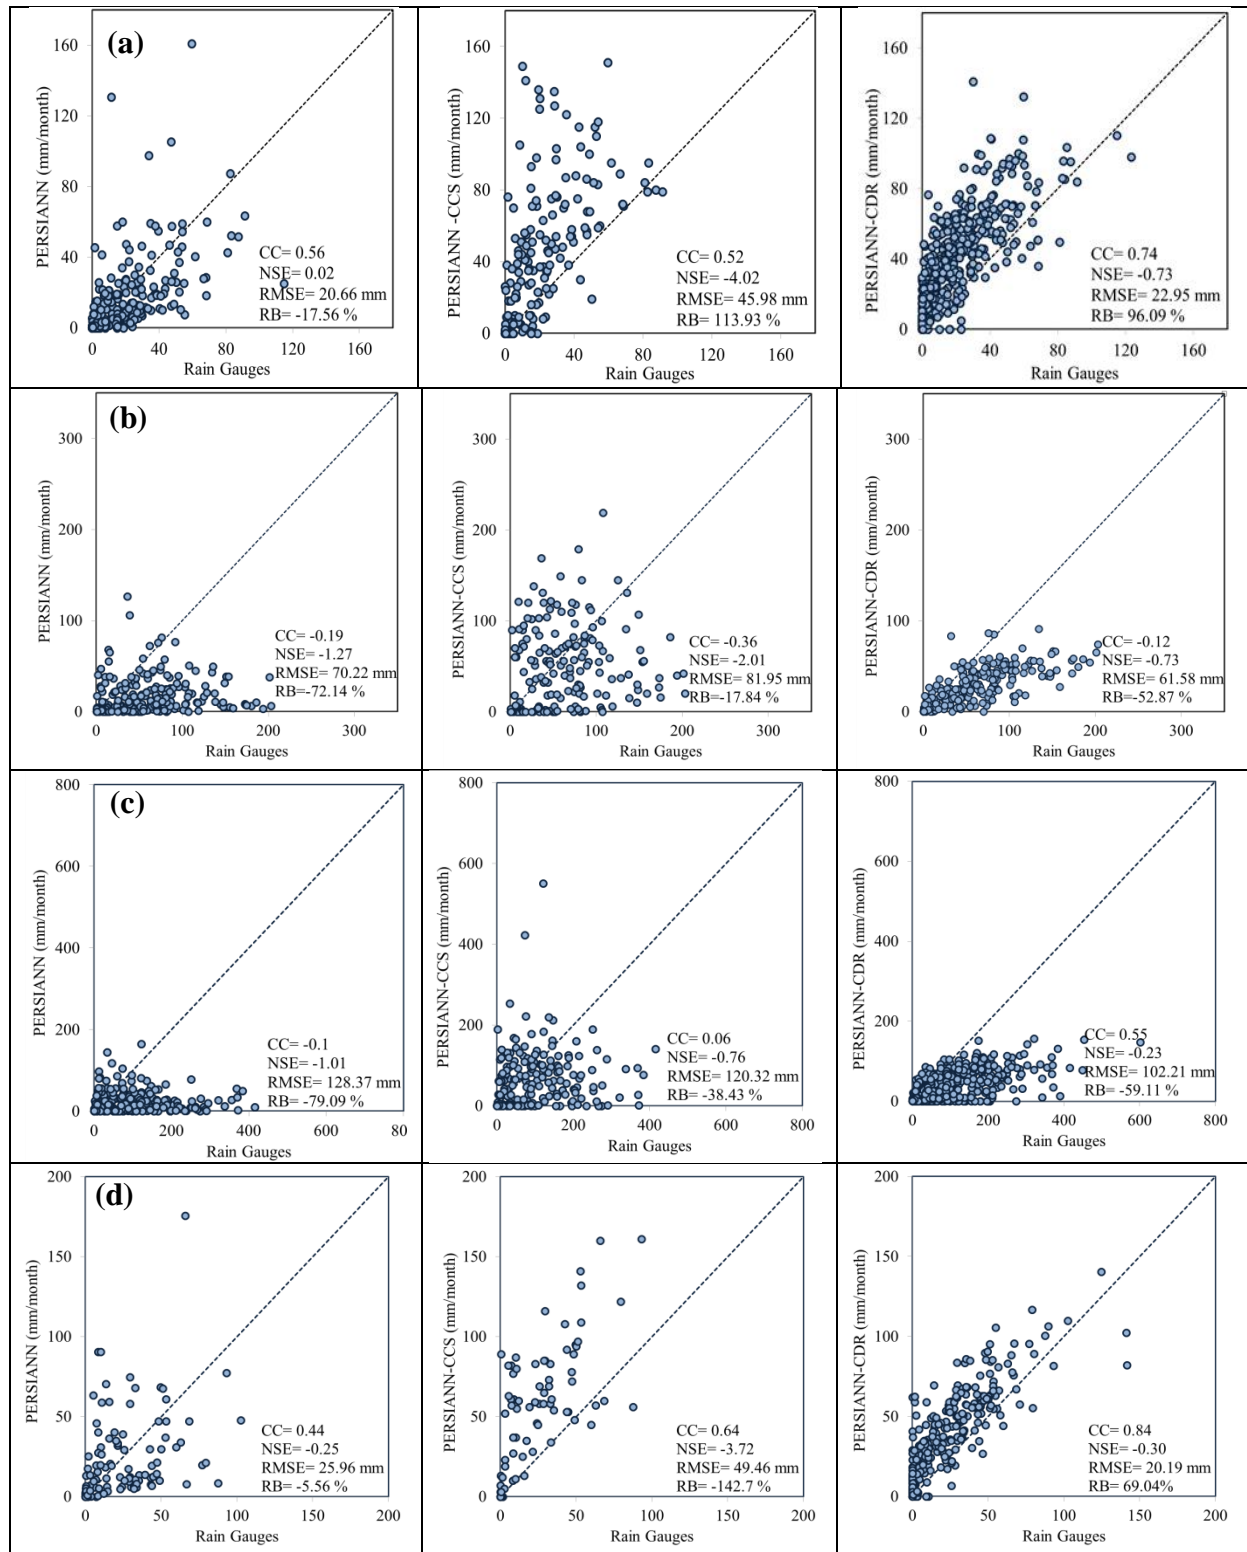 (a)
PERSIANN (mm/month)
160
120
80
40
0
0 40 80 120 160
Rain Gauges
CC= 0.56
NSE= 0.02
RMSE= 20.66 mm
RB= -17.56 %
PERSIANN -CCS (mm/month)
160
120
80
40
0
0 40 80 120 160
Rain Gauges
CC= 0.52
NSE= -4.02
RMSE= 45.98 mm
RB= 113.93 %
PERSIANN-CDR (mm/month)
160
120
80
40
0
0 40 80 120 160
Rain Gauges
CC= 0.74
NSE= -0.73
RMSE= 22.95 mm
RB= 96.09 %
(b)
PERSIANN (mm/month)
300
200
100
0
0 100 200 300
Rain Gauges
CC= -0.19
NSE= -1.27
RMSE= 70.22 mm
RB=-72.14 %
PERSIANN-CCS (mm/month)
300
200
100
0
0 100 200 300
Rain Gauges
CC= -0.36
NSE= -2.01
RMSE= 81.95 mm
RB=-17.84 %
PERSIANN-CDR (mm/month)
300
200
100
0
0 100 200 300
Rain Gauges
CC= -0.12
NSE= -0.73
RMSE= 61.58 mm
RB=-52.87 %
(c)
PERSIANN (mm/month)
800
600
400
200
0
0 200 400 600 80
Rain Gauges
CC= -0.1
NSE= -1.01
RMSE= 128.37 mm
RB= -79.09 %
PERSIANN-CCS (mm/month)
800
600
400
200
0
0 200 400 600 800
Rain Gauges
CC= 0.06
NSE= -0.76
RMSE= 120.32 mm
RB= -38.43 %
PERSIANN-CDR (mm/month)
800
600
400
200
0
0 200 400 600 800
Rain Gauges
CC= 0.55
NSE= -0.23
RMSE= 102.21 mm
RB= -59.11 %
(d)
PERSIANN (mm/month)
200
150
100
50
0
0 50 100 150 200
Rain Gauges
CC= 0.44
NSE= -0.25
RMSE= 25.96 mm
RB= -5.56 %
PERSIANN-CCS (mm/month)
200
150
100
50
0
0 50 100 150 200
Rain Gauges
CC= 0.64
NSE= -3.72
RMSE= 49.46 mm
RB= -142.7 %
PERSIANN-CDR (mm/month)
200
150
100
50
0
0 50 100 150 200
Rain Gauges
CC= 0.84
NSE= -0.30
RMSE= 20.19 mm
RB= 69.04%